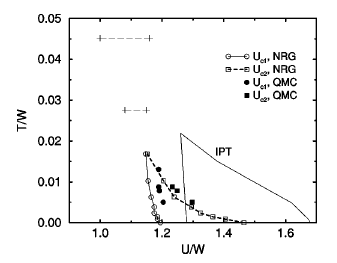 0.05
0.04
0.03
0.02
0.01
0.00
T/W
U_c1, NRG
U_c2, NRG
U_c1, QMC
U_c2, QMC
IPT
1.0 1.2 1.4 1.6
U/W